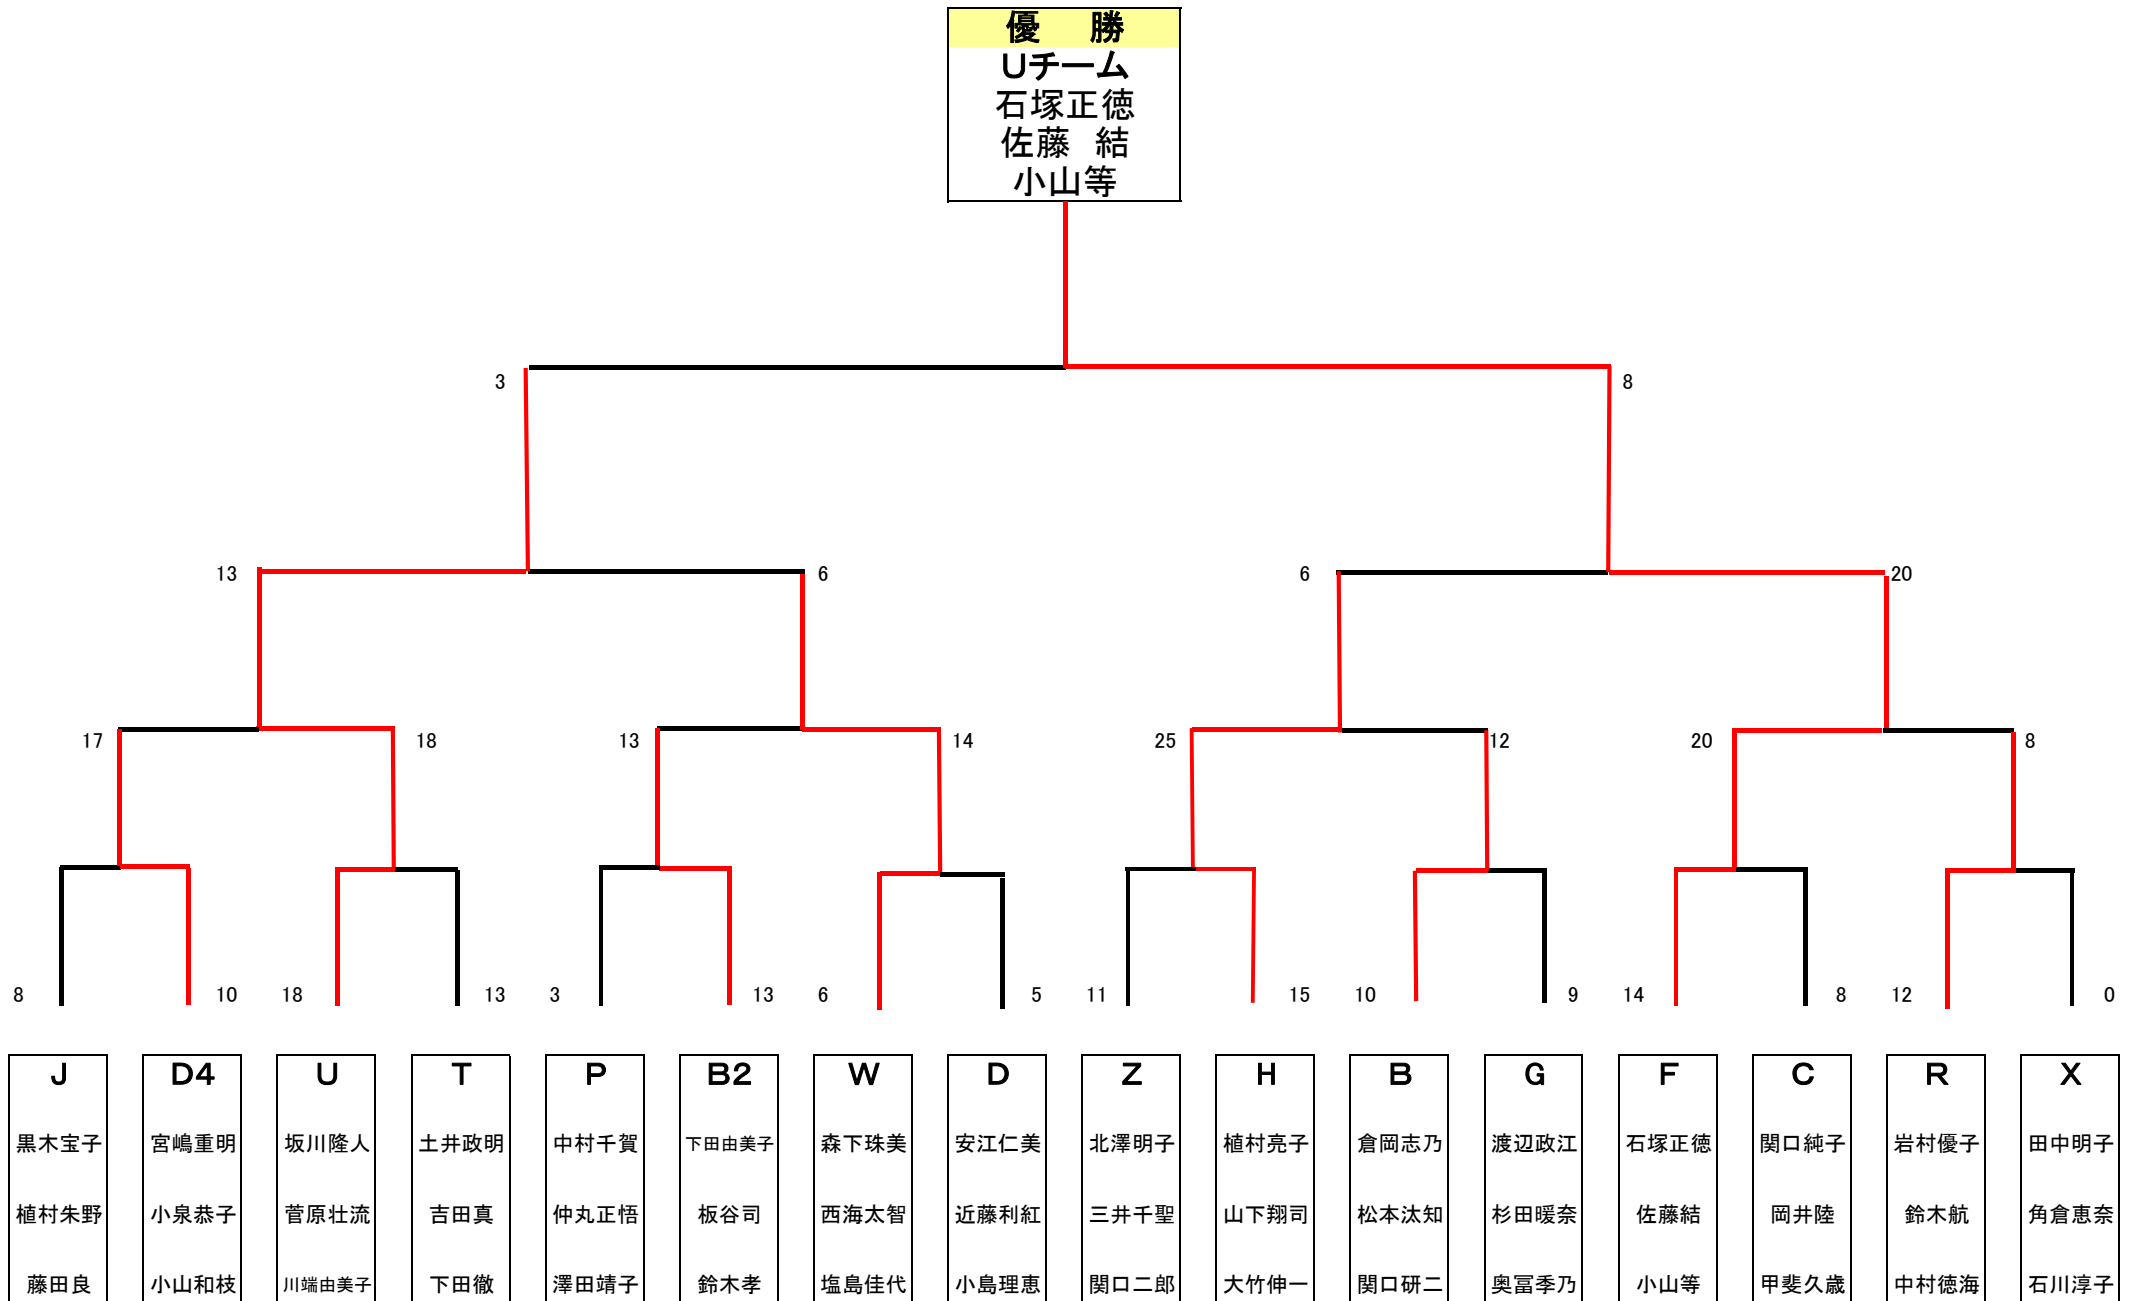 優　勝
Uチーム
石塚正徳
佐藤　結
小山等
3 8
13 6 6 20
17 18 13 14 25 12 20 8
8 10 18 13 3 13 6 5 11 15 10 9 14 8 12 0
J D4 U T P B2 W D Z H B G F C R X
黒木宝子 宮嶋重明 坂川隆人 土井政明 中村千賀 下田由美子 森下珠美 安江仁美 北澤明子 植村亮子 倉岡志乃 渡辺政江 石塚正徳 関口純子 岩村優子 田中明子
植村朱野 小泉恭子 菅原壮流 吉田真 仲丸正悟 板谷司 西海太智 近藤利紅 三井千聖 山下翔司 松本汰知 杉田暖奈 佐藤結 岡井陸 鈴木航 角倉恵奈
藤田良 小山和枝 川端由美子 下田徹 澤田靖子 鈴木孝 塩島佳代 小島理恵 関口二郎 大竹伸一 関口研二 奥冨季乃 小山等 甲斐久歳 中村徳海 石川淳子